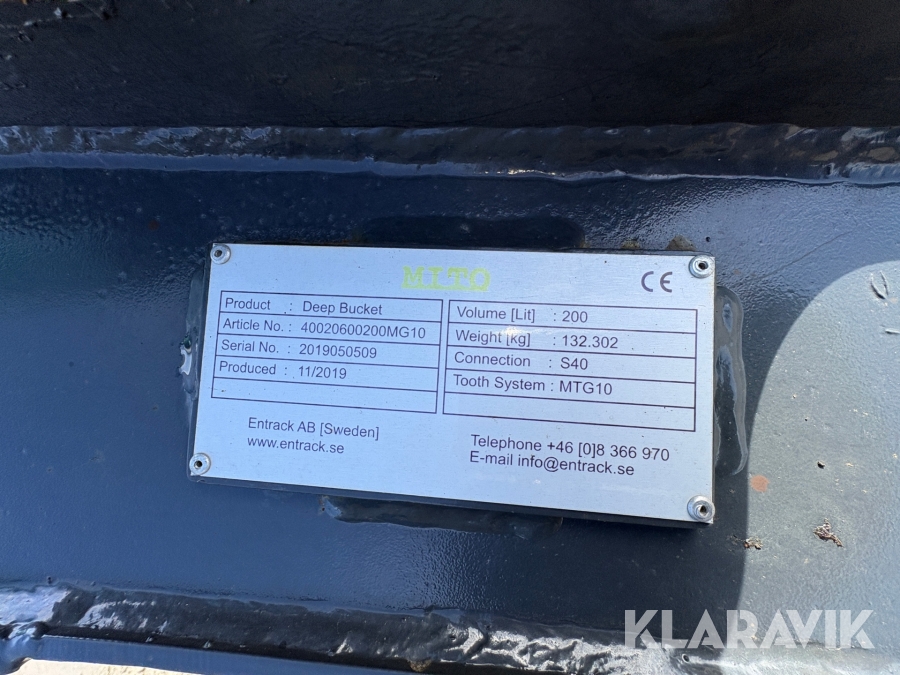 MITO
CE
Product : Deep Bucket
Article No. : 40020600200MG10
Serial No. : 2019050509
Produced : 11/2019
Volume [Lit] : 200
Weight [kg] : 132.302
Connection : S40
Tooth System : MTG10
Entrack AB [Sweden]
www.entrack.se
Telephone +46 [0]8 366 970
E-mail info@entrack.se
KLARAVIK